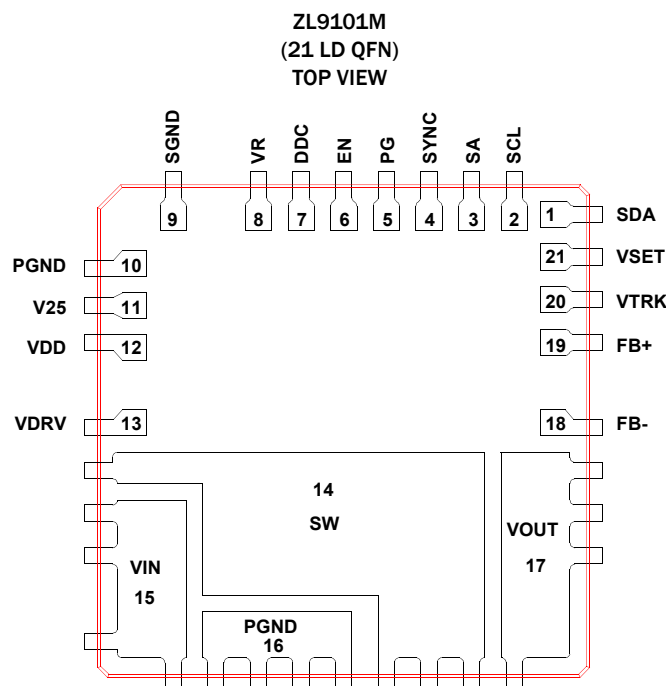 ZL9101M
(21 LD QFN)
TOP VIEW
SGND
VR
DDC
EN
PG
SYNC
SA
SCL
9
8
7
6
5
4
3
2
1
SDA
PGND
10
21
VSET
V25
11
20
VTRK
VDD
12
19
FB+
VDRV
13
18
FB-
14
SW
VOUT
17
VIN
15
PGND
16